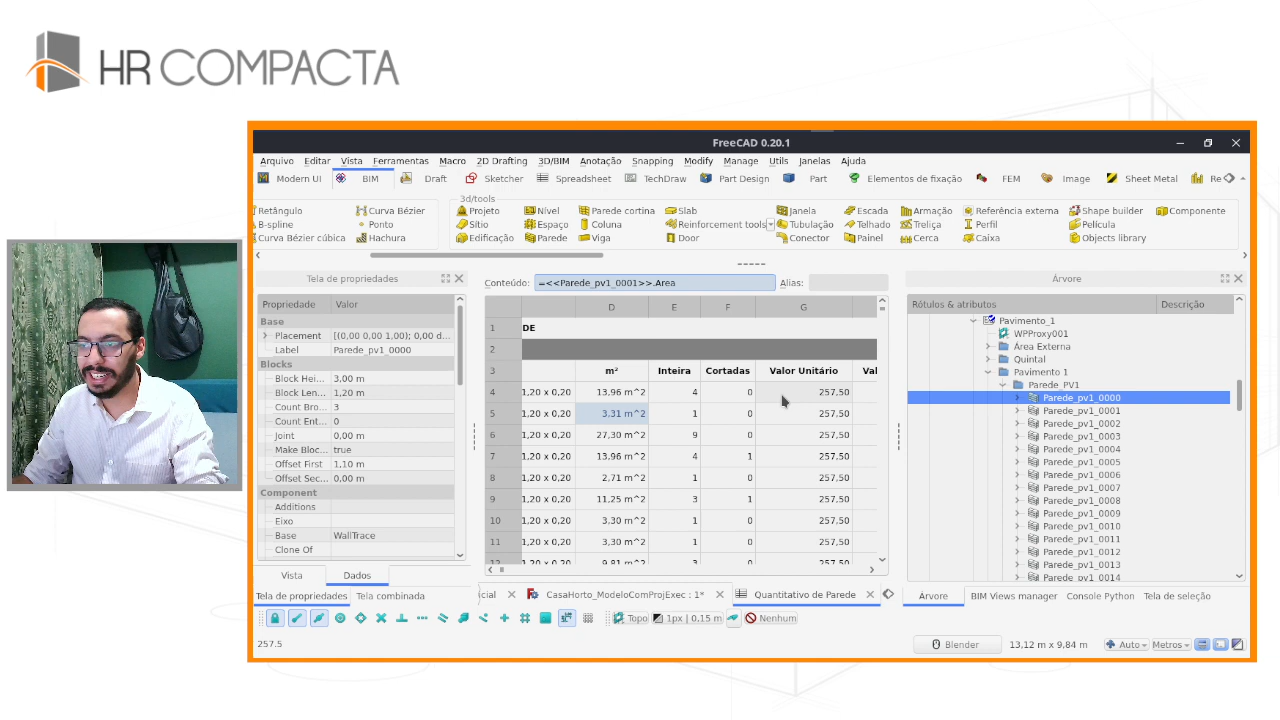 HR COMPACTA
FreeCAD 0.20.1
Arquivo Editar Vista Ferramentas Macro 2D Drafting 3D/BIM Anotação Snapping Modify Manage Utils Janelas Ajuda
Modern UI BIM Draft Sketcher Spreadsheet TechDraw Part Design Part Elementos de fixação FEM Image Sheet Metal Re
3d/tools
Retângulo Curva Bézier Projeto Nível Parede cortina Slab Janela Escada Armação Referência externa Shape builder Componente
B-spline Ponto Sítio Espaço Coluna Reinforcement tools Tubulação Telhado Treliça Perfil Película
Curva Bézier cúbica Hachura Edificação Parede Viga Door Conector Painel Cerca Caixa Objects library
Tela de propriedades
Propriedade Valor
Base
Placement [(0,00 0,00 1,00); 0,00 d...
Label Parede_pv1_0000
Blocks
Block Hei... 3,00 m
Block Len... 1,20 m
Count Bro... 3
Count Ent... 0
Joint 0,00 m
Make Bloc... true
Offset First 1,10 m
Offset Sec... 0,00 m
Component
Additions
Eixo
Base WallTrace
Clone Of
Vista Dados
Tela de propriedades Tela combinada
Conteúdo: =<<Parede_pv1_0001>>.Area Alias:
D E F G
1 DE
2
3 m² Inteira Cortadas Valor Unitário Val
4 1,20 x 0,20 13,96 m^2 4 0 257,50
5 1,20 x 0,20 3,31 m^2 1 0 257,50
6 1,20 x 0,20 27,30 m^2 9 0 257,50
7 1,20 x 0,20 13,96 m^2 4 1 257,50
8 1,20 x 0,20 2,71 m^2 1 0 257,50
9 1,20 x 0,20 11,25 m^2 3 1 257,50
10 1,20 x 0,20 3,30 m^2 1 0 257,50
11 1,20 x 0,20 3,30 m^2 1 0 257,50
12 1,20 x 0,20 9,81 m^2 3 0 257,50
cial CasaHorto_ModeloComProjExec : 1* Quantitativo de Parede
Árvore
Rótulos & atributos Descrição
Pavimento_1
WPProxy001
Área Externa
Quintal
Pavimento 1
Parede_PV1
Parede_pv1_0000
Parede_pv1_0001
Parede_pv1_0002
Parede_pv1_0003
Parede_pv1_0004
Parede_pv1_0005
Parede_pv1_0006
Parede_pv1_0007
Parede_pv1_0008
Parede_pv1_0009
Parede_pv1_0010
Parede_pv1_0011
Parede_pv1_0012
Parede_pv1_0013
Parede_pv1_0014
Árvore BIM Views manager Console Python Tela de seleção
Topo 1px | 0.15 m Nenhum
257.5 Blender 13,12 m x 9,84 m Auto Metros